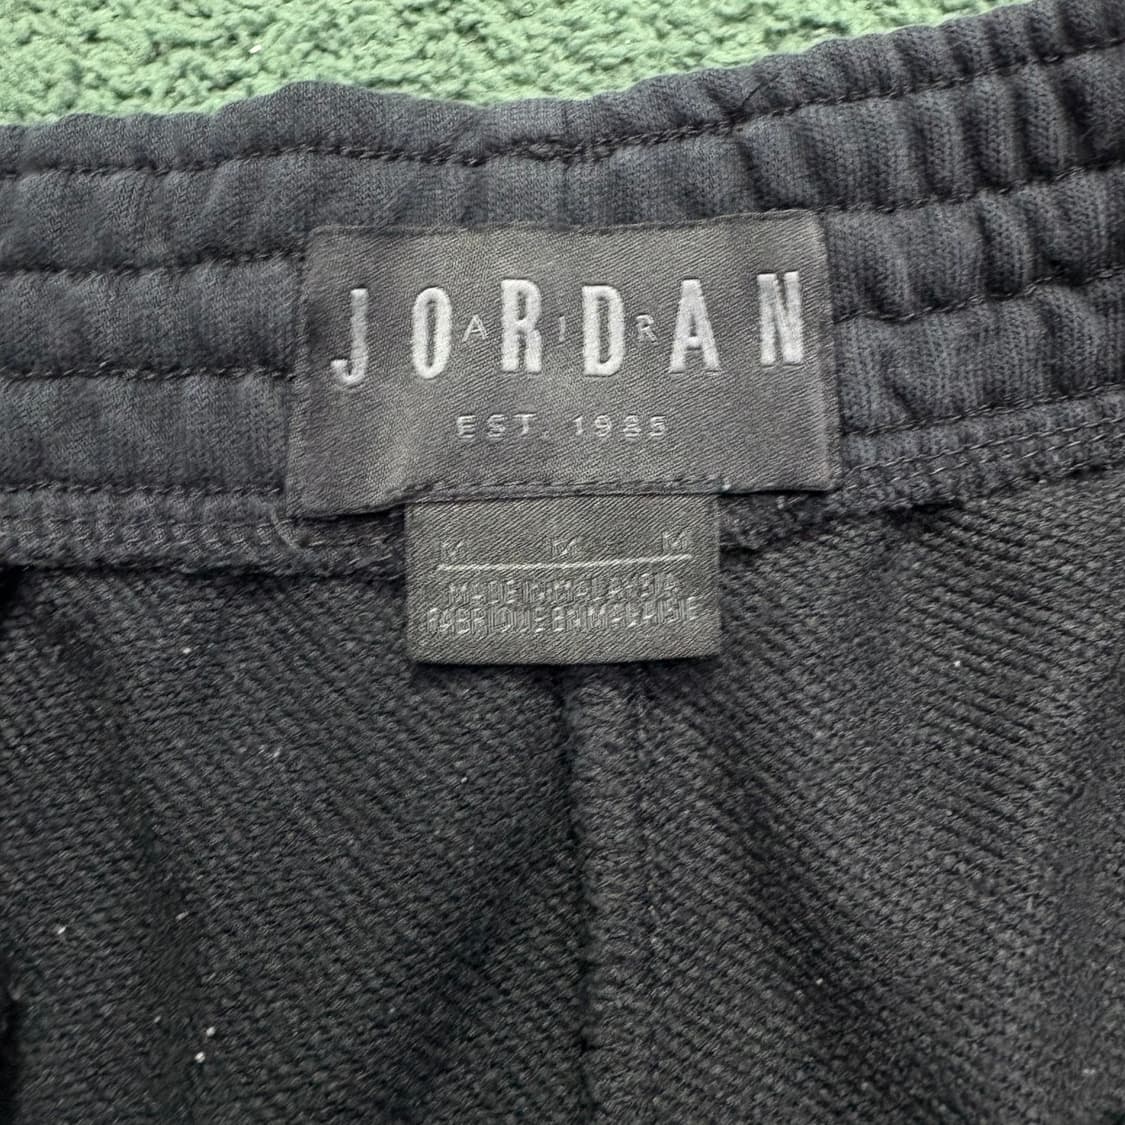 JORDAN
AIR
EST. 1985
M M M
MADE IN MALAYSIA
FABRIQUE EN MALAISIE